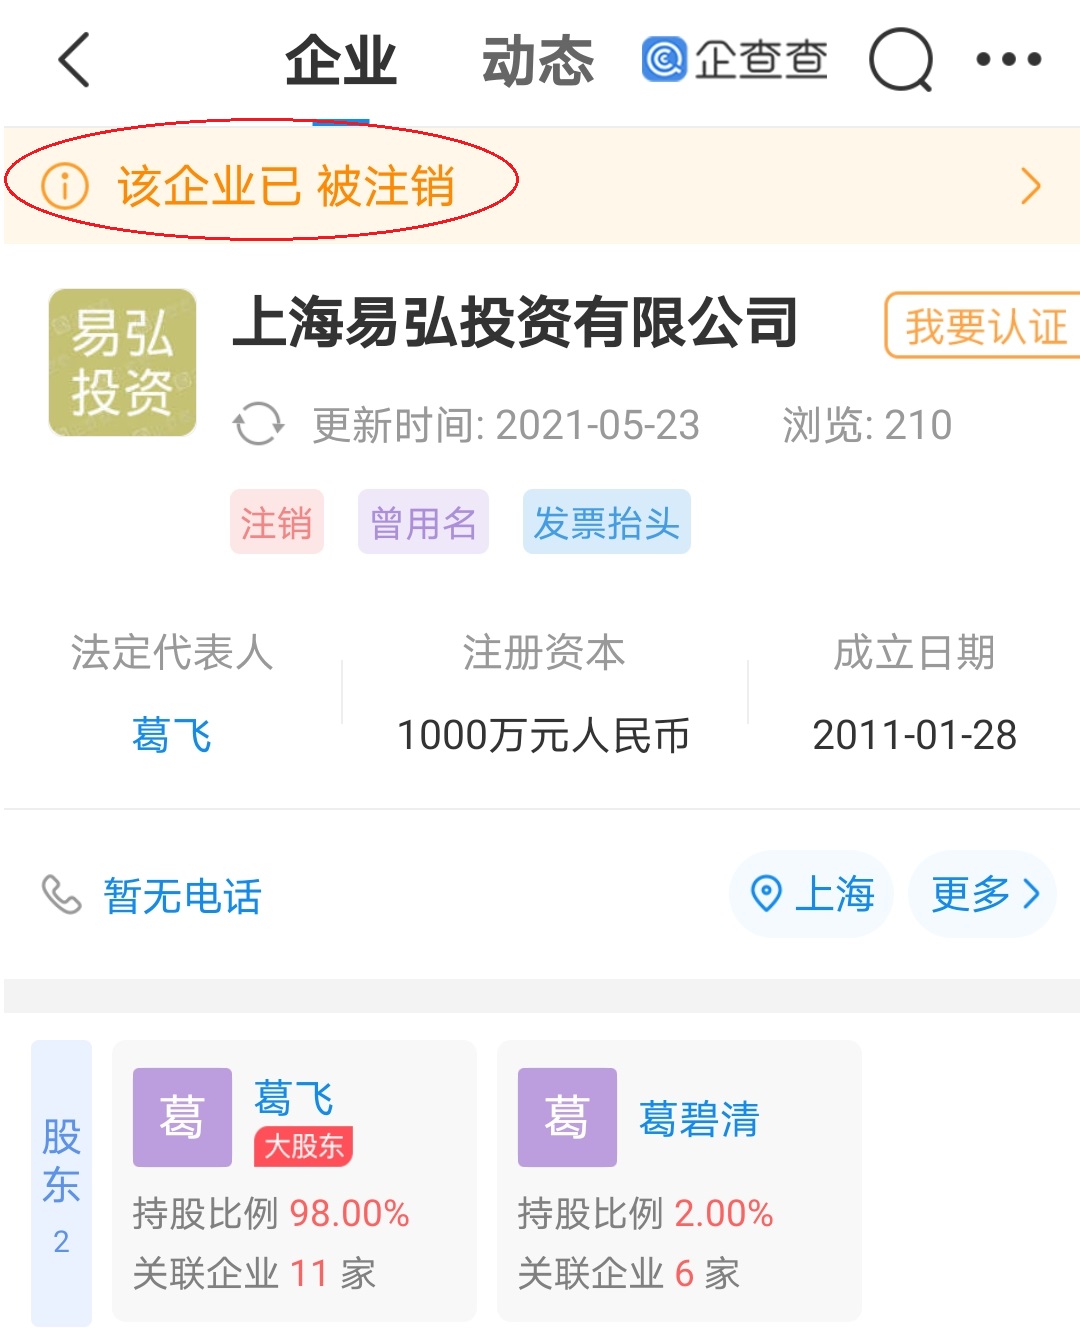 企业 动态 企查查
该企业已 被注销
易弘
投资
上海易弘投资有限公司 我要认证
更新时间: 2021-05-23 浏览: 210
注销 曾用名 发票抬头
法定代表人 注册资本 成立日期
葛飞 1000万元人民币 2011-01-28
暂无电话 上海 更多
股东 2
葛 葛飞
大股东
持股比例 98.00%
关联企业 11 家
葛 葛碧清
持股比例 2.00%
关联企业 6 家